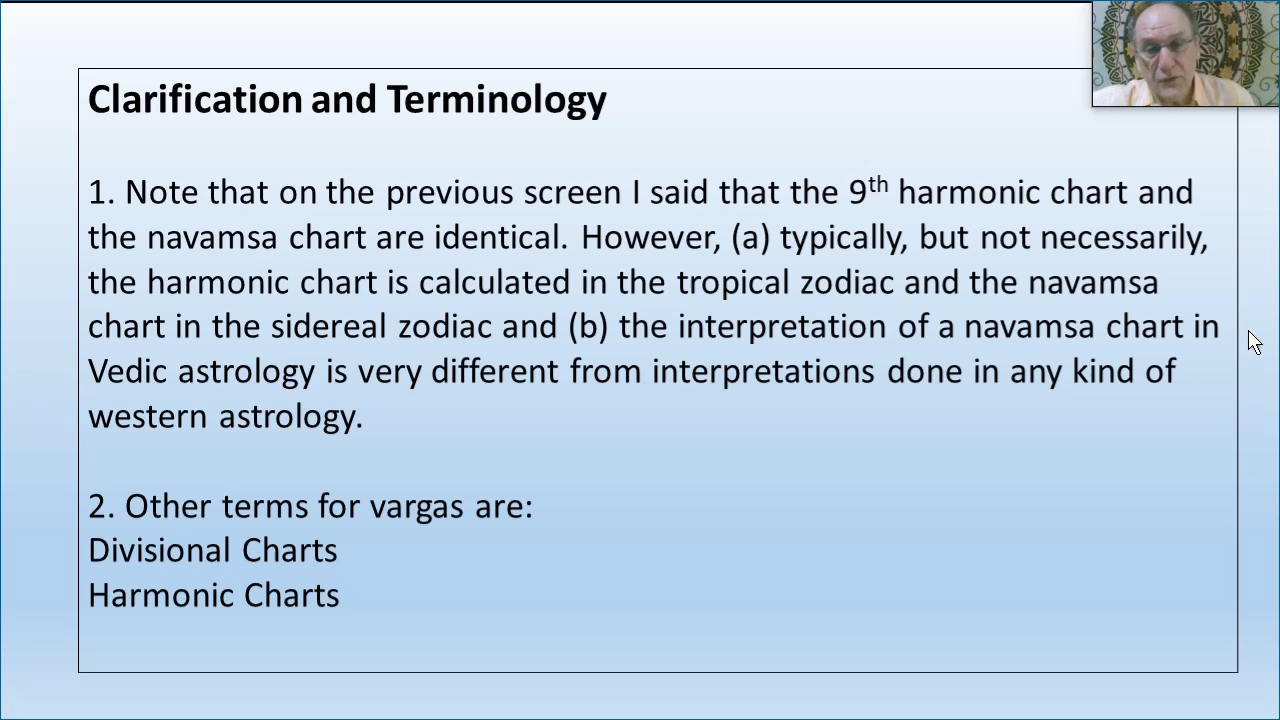 Clarification and Terminology
1. Note that on the previous screen I said that the 9th harmonic chart and
the navamsa chart are identical. However, (a) typically, but not necessarily,
the harmonic chart is calculated in the tropical zodiac and the navamsa
chart in the sidereal zodiac and (b) the interpretation of a navamsa chart in
Vedic astrology is very different from interpretations done in any kind of
western astrology.
2. Other terms for vargas are:
Divisional Charts
Harmonic Charts